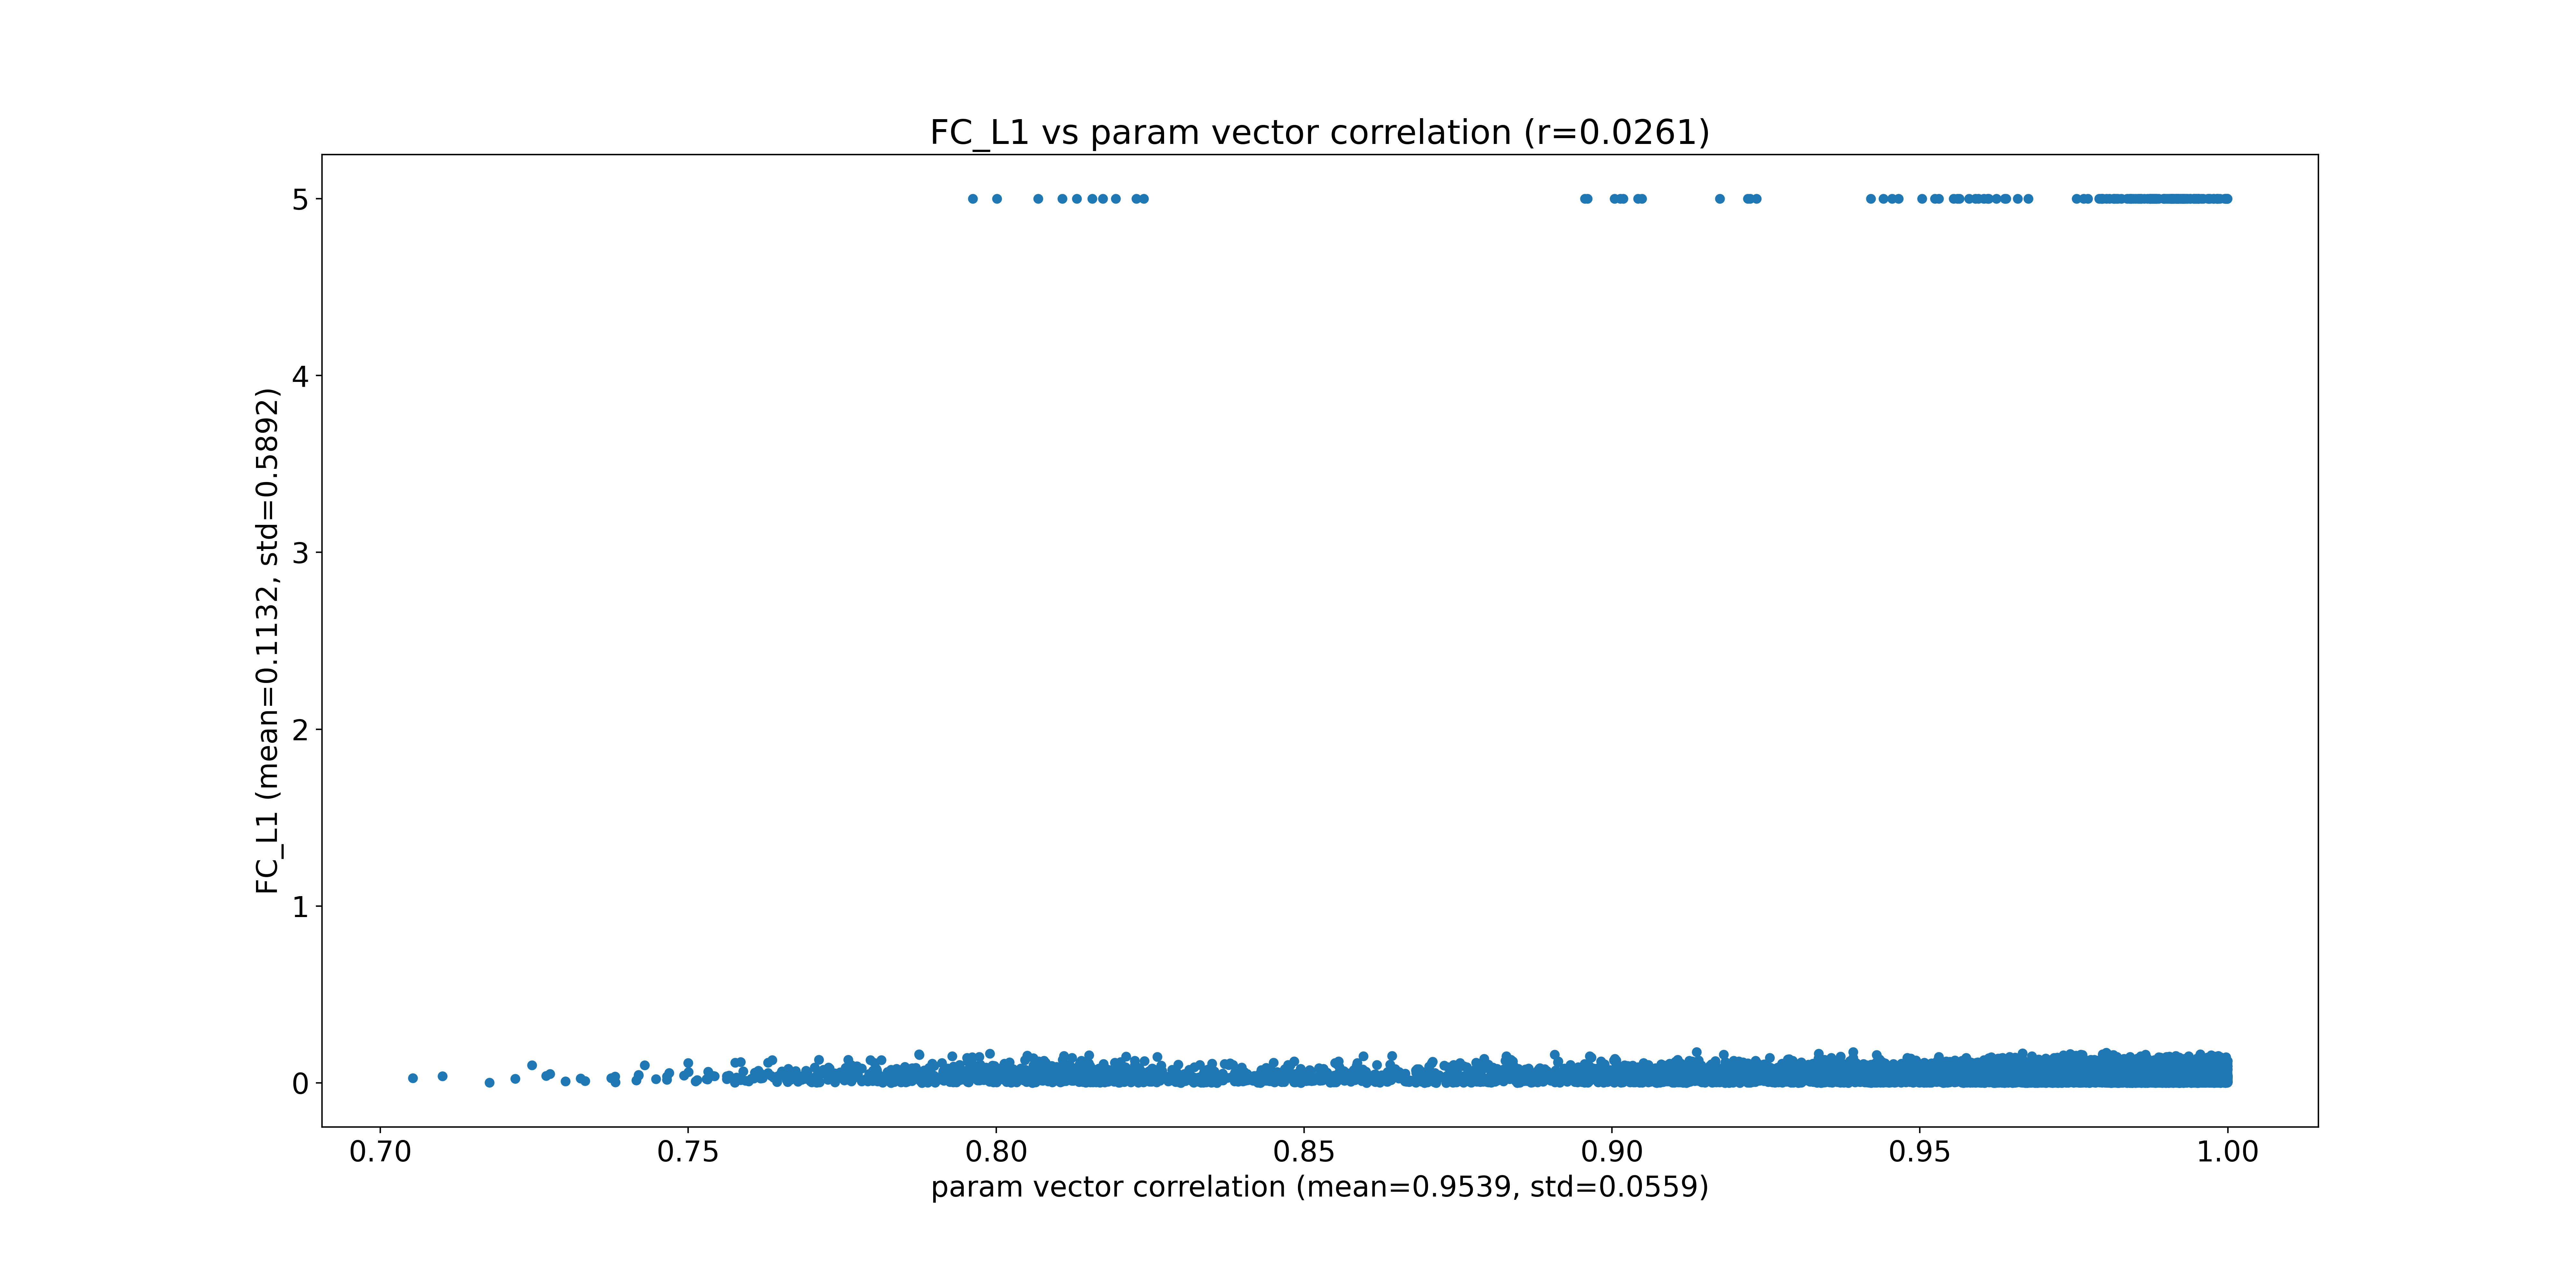 FC_L1 vs param vector correlation (r=0.0261)
5
4
3
2
1
0
FC_L1 (mean=0.1132, std=0.5892)
0.70 0.75 0.80 0.85 0.90 0.95 1.00
param vector correlation (mean=0.9539, std=0.0559)